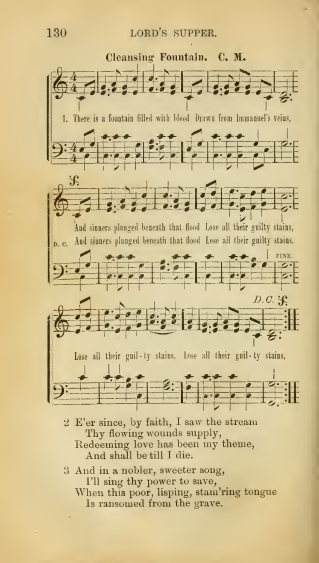 130 LORD'S SUPPER.
Cleansing Fountain. C. M.
1. There is a fountain filled with blood Drawn from Immanuel's veins,
And sinners plunged beneath that flood Lose all their guilty stains,
D. C. And sinners plunged beneath that flood Lose all their guilty stains.
FINE.
D.C.
Lose all their guil-ty stains, Lose all their guil-ty stains,
2 E'er since, by faith, I saw the stream
Thy flowing wounds supply,
Redeeming love has been my theme,
And shall be till I die.
3 And in a nobler, sweeter song,
I'll sing thy power to save,
When this poor, lisping, stam'ring tongue
Is ransomed from the grave.